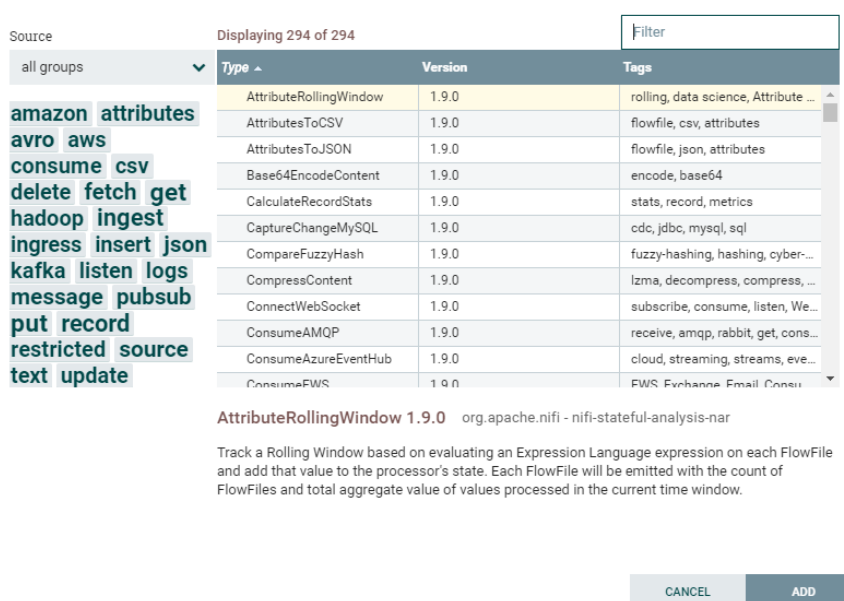 Source
Displaying 294 of 294
Filter
all groups
Type
Version
Tags
AttributeRollingWindow 1.9.0 rolling, data science, Attribute ...
AttributesToCSV 1.9.0 flowfile, csv, attributes
AttributesToJSON 1.9.0 flowfile, json, attributes
Base64EncodeContent 1.9.0 encode, base64
CalculateRecordStats 1.9.0 stats, record, metrics
CaptureChangeMySQL 1.9.0 cdc, jdbc, mysql, sql
CompareFuzzyHash 1.9.0 fuzzy-hashing, hashing, cyber-...
CompressContent 1.9.0 lzma, decompress, compress, ...
ConnectWebSocket 1.9.0 subscribe, consume, listen, We...
ConsumeAMQP 1.9.0 receive, amqp, rabbit, get, cons...
ConsumeAzureEventHub 1.9.0 cloud, streaming, streams, eve...
ConsumeEWS 1.9.0 EWS, Exchange, Email, Consu...
amazon attributes
avro aws
consume csv
delete fetch get
hadoop ingest
ingress insert json
kafka listen logs
message pubsub
put record
restricted source
text update
AttributeRollingWindow 1.9.0 org.apache.nifi - nifi-stateful-analysis-nar
Track a Rolling Window based on evaluating an Expression Language expression on each FlowFile
and add that value to the processor's state. Each FlowFile will be emitted with the count of
FlowFiles and total aggregate value of values processed in the current time window.
CANCEL
ADD